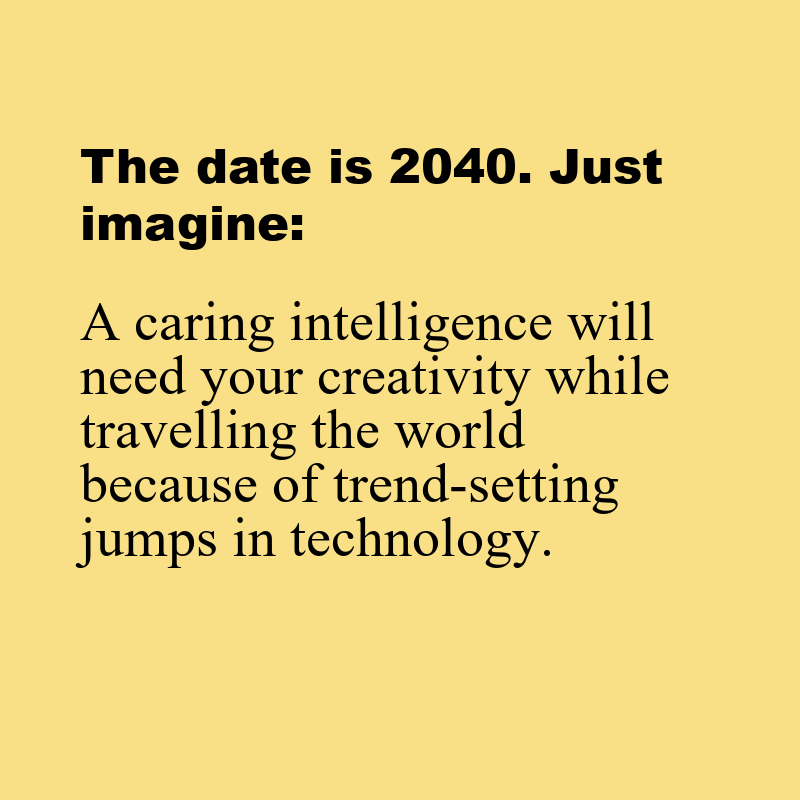 The date is 2040. Just
imagine:
A caring intelligence will
need your creativity while
travelling the world
because of trend-setting
jumps in technology.